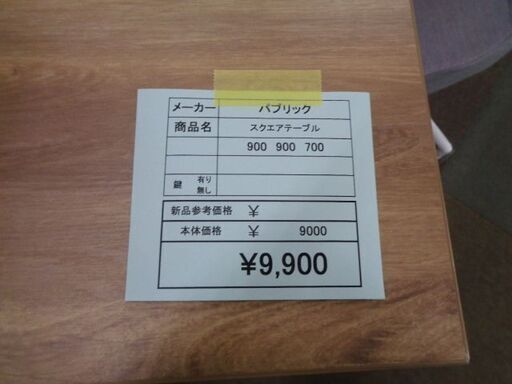 メーカー パブリック
商品名 スクエアテーブル
900 900 700
鍵 有り
無し
新品参考価格 ¥
本体価格 ¥ 9000
¥9,900